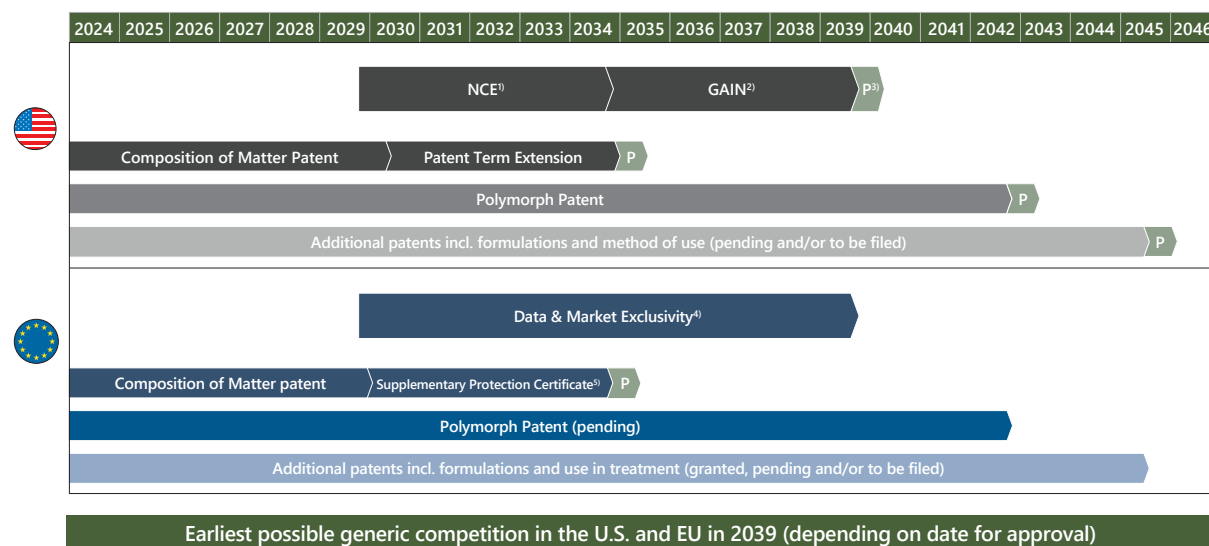 2024 2025 2026 2027 2028 2029 2030 2031 2032 2033 2034 2035 2036 2037 2038 2039 2040 2041 2042 2043 2044 2045 2046
NCE¹⁾ GAIN²⁾ P³⁾
Composition of Matter Patent Patent Term Extension P
Polymorph Patent P
Additional patents incl. formulations and method of use (pending and/or to be filed) P
Data & Market Exclusivity⁴⁾
Composition of Matter patent Supplementary Protection Certificate⁵⁾ P
Polymorph Patent (pending)
Additional patents incl. formulations and use in treatment (granted, pending and/or to be filed)
Earliest possible generic competition in the U.S. and EU in 2039 (depending on date for approval)